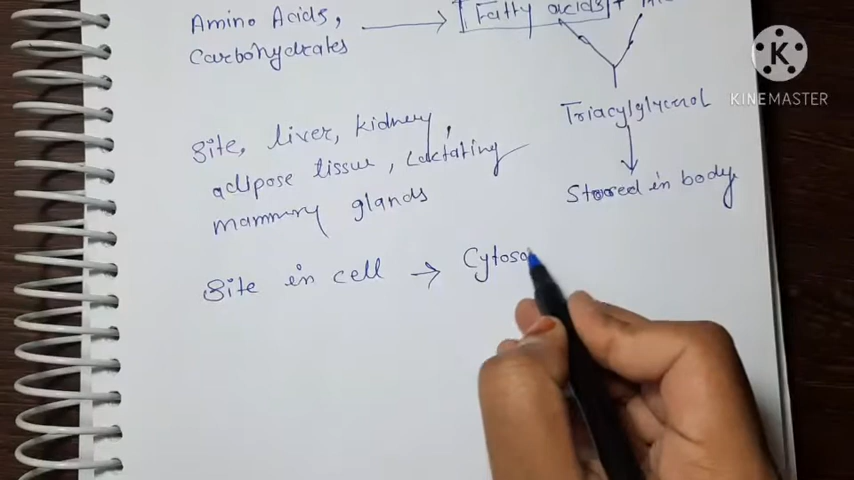 Amino Acids, → Fatty acids +
Carbohydrates
Triacylglycerol
Stored in body
Site, liver, kidney,
adipose tissue, Lactating
mammary glands
Site in cell → Cytoso
K
KINEMASTER